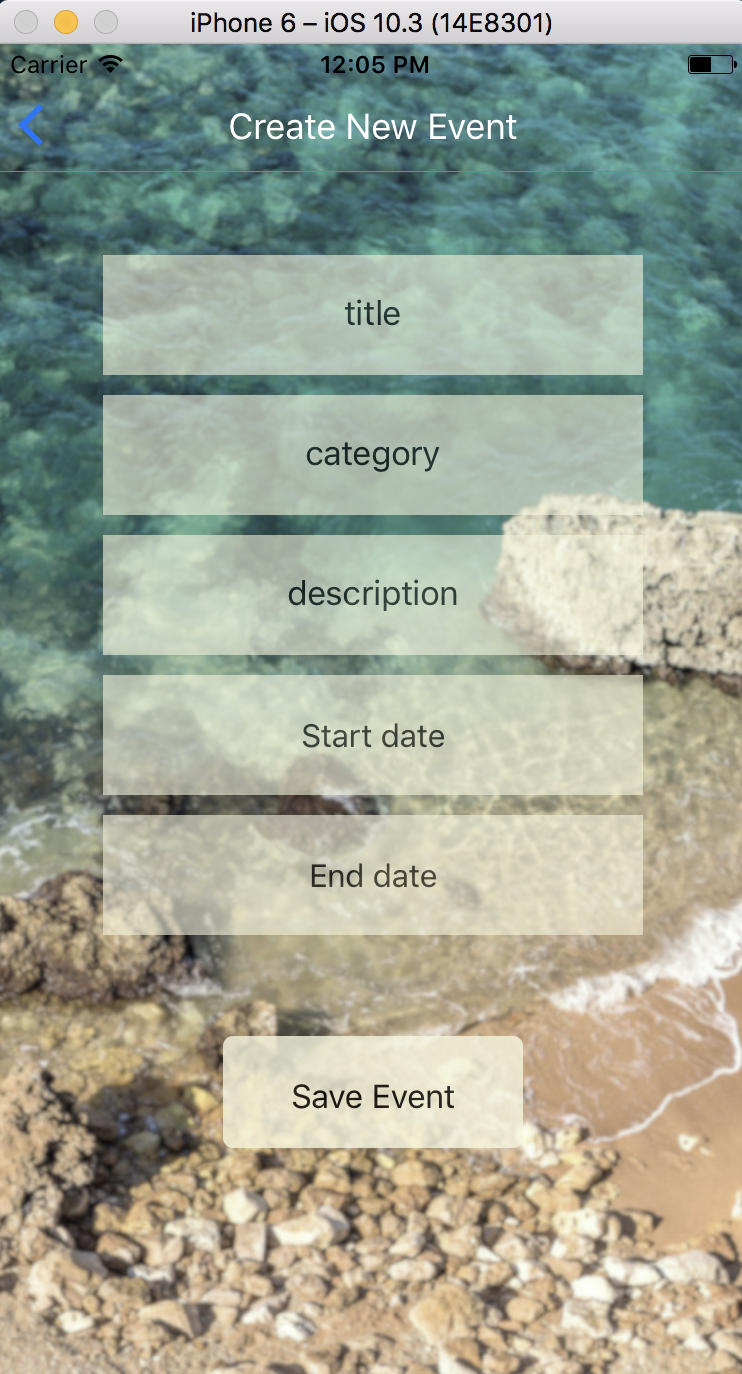 iPhone 6 – iOS 10.3 (14E8301)
Carrier 12:05 PM
Create New Event
title
category
description
Start date
End date
Save Event